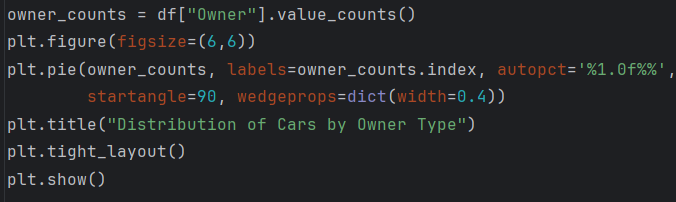 owner_counts = df["Owner"].value_counts()
plt.figure(figsize=(6,6))
plt.pie(owner_counts, labels=owner_counts.index, autopct='%1.0f%%',
        startangle=90, wedgeprops=dict(width=0.4))
plt.title("Distribution of Cars by Owner Type")
plt.tight_layout()
plt.show()